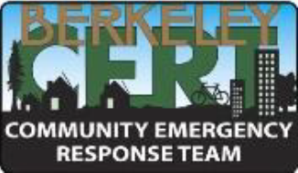 BERKELEY
CERT
COMMUNITY EMERGENCY
RESPONSE TEAM